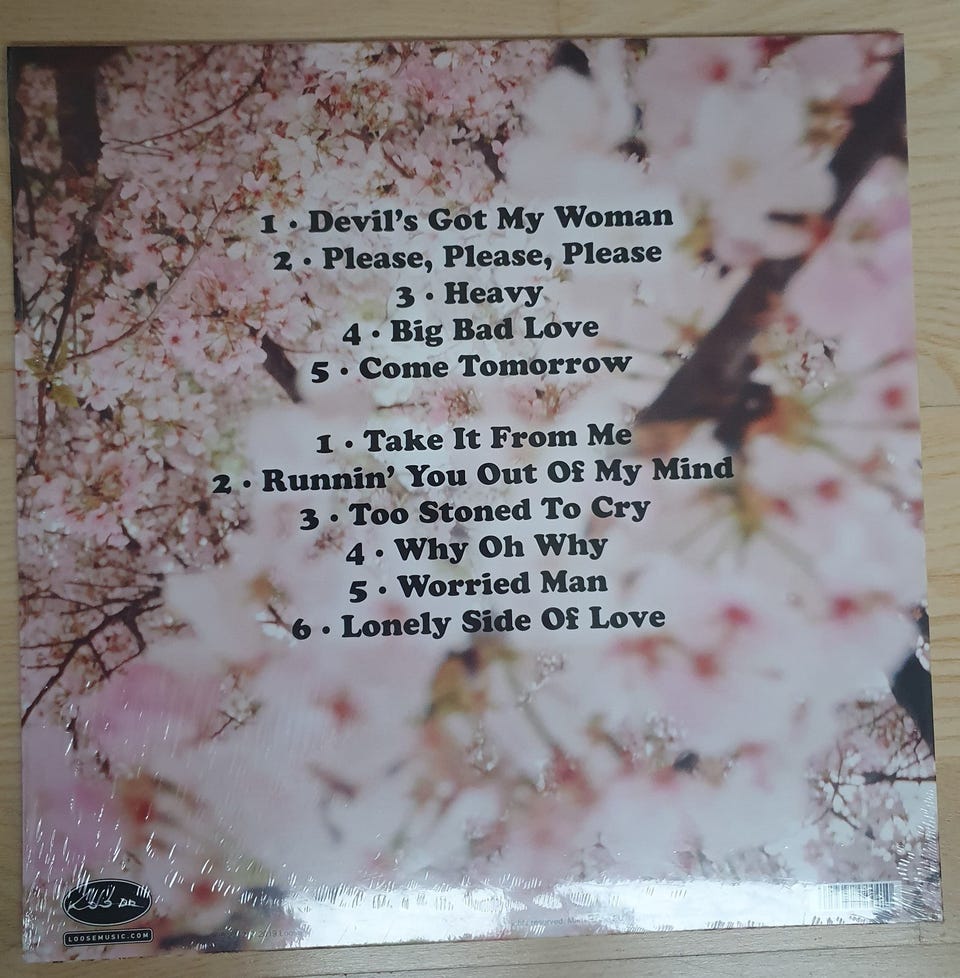 1 • Devil's Got My Woman
2 • Please, Please, Please
3 • Heavy
4 • Big Bad Love
5 • Come Tomorrow
1 • Take It From Me
2 • Runnin' You Out Of My Mind
3 • Too Stoned To Cry
4 • Why Oh Why
5 • Worried Man
6 • Lonely Side Of Love
LOOSEMUSIC.COM
reserved.